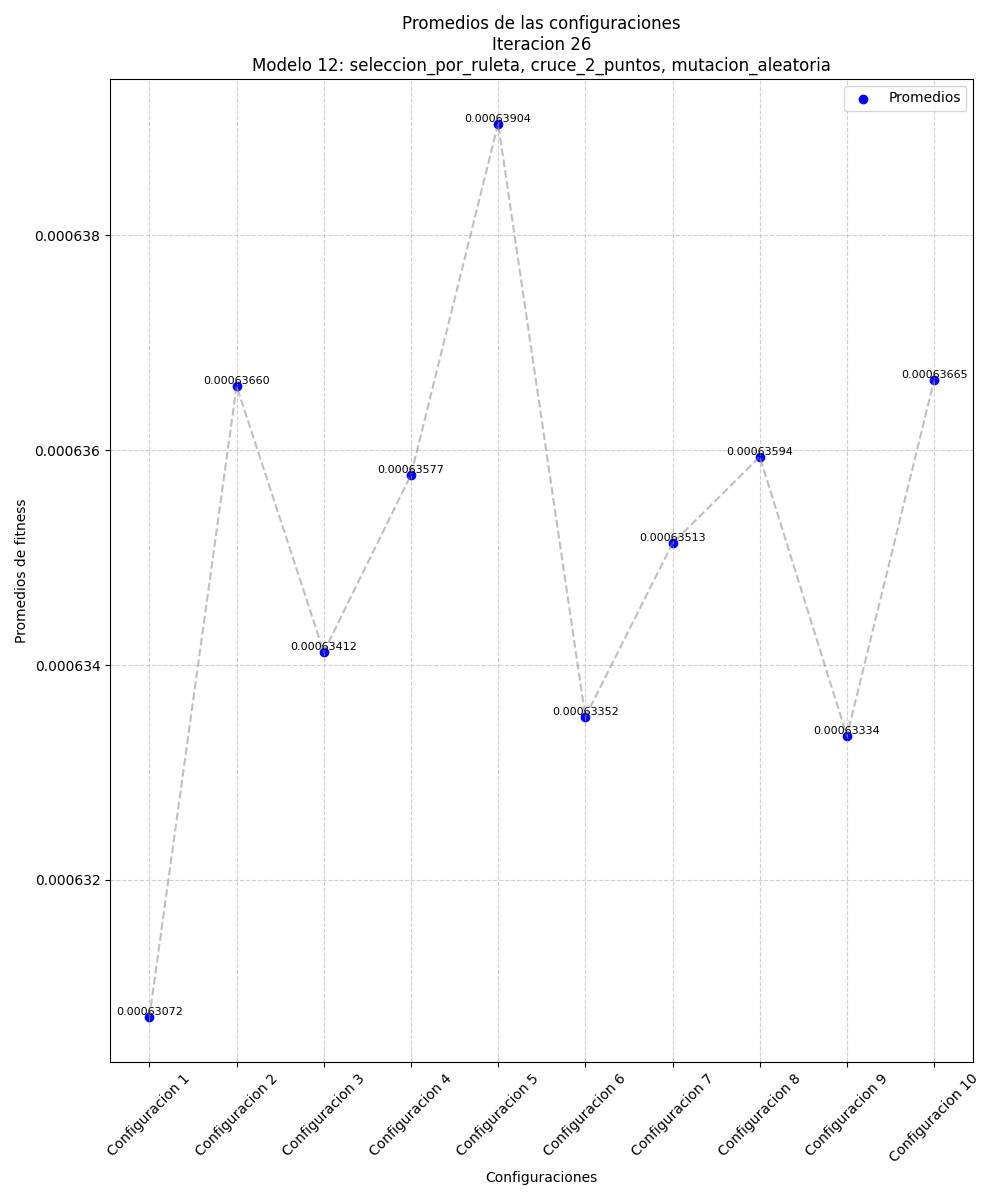 Promedios de las configuraciones
Iteracion 26
Modelo 12: seleccion_por_ruleta, cruce_2_puntos, mutacion_aleatoria
Promedios
0.00063904
0.000638
0.00063665
0.00063660
0.000636
0.00063594
0.00063577
0.00063513
0.00063412
0.000634
0.00063352
0.00063334
0.000632
0.00063072
Promedios de fitness
Configuracion 1
Configuracion 2
Configuracion 3
Configuracion 4
Configuracion 5
Configuracion 6
Configuracion 7
Configuracion 8
Configuracion 9
Configuracion 10
Configuraciones